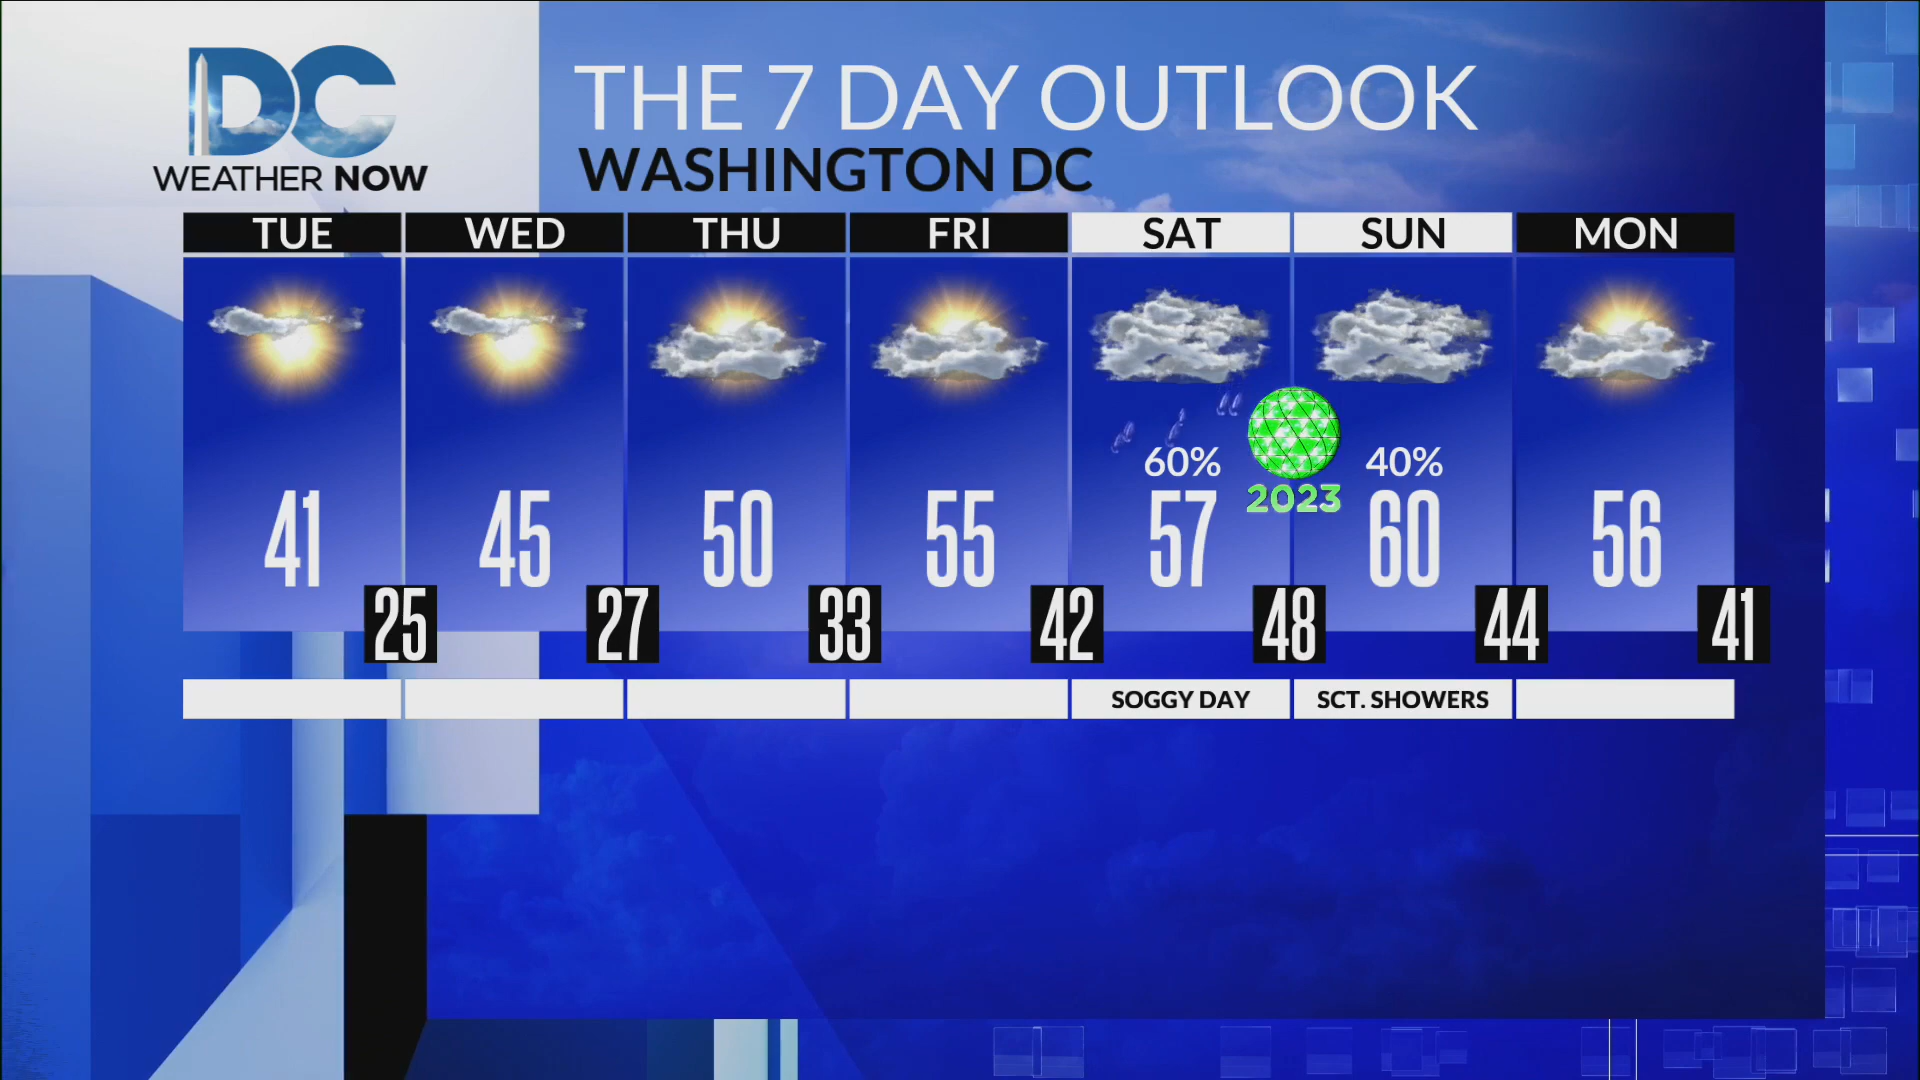 DC
WEATHER NOW
THE 7 DAY OUTLOOK
WASHINGTON DC
TUE WED THU FRI SAT SUN MON
60% 40%
2023
41 45 50 55 57 60 56
25 27 33 42 48 44 41
SOGGY DAY SCT. SHOWERS